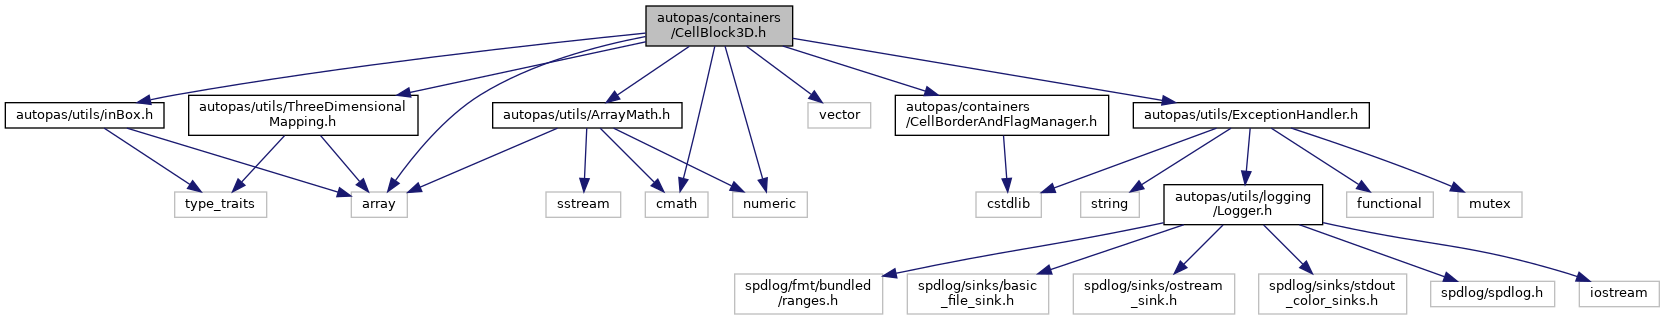 autopas/containers
/CellBlock3D.h
autopas/utils/inBox.h
autopas/utils/ThreeDimensional
Mapping.h
autopas/utils/ArrayMath.h
vector
autopas/containers
/CellBorderAndFlagManager.h
autopas/utils/ExceptionHandler.h
type_traits
array
sstream
cmath
numeric
cstdlib
string
autopas/utils/logging
/Logger.h
functional
mutex
spdlog/fmt/bundled
/ranges.h
spdlog/sinks/basic
_file_sink.h
spdlog/sinks/ostream
_sink.h
spdlog/sinks/stdout
_color_sinks.h
spdlog/spdlog.h
iostream